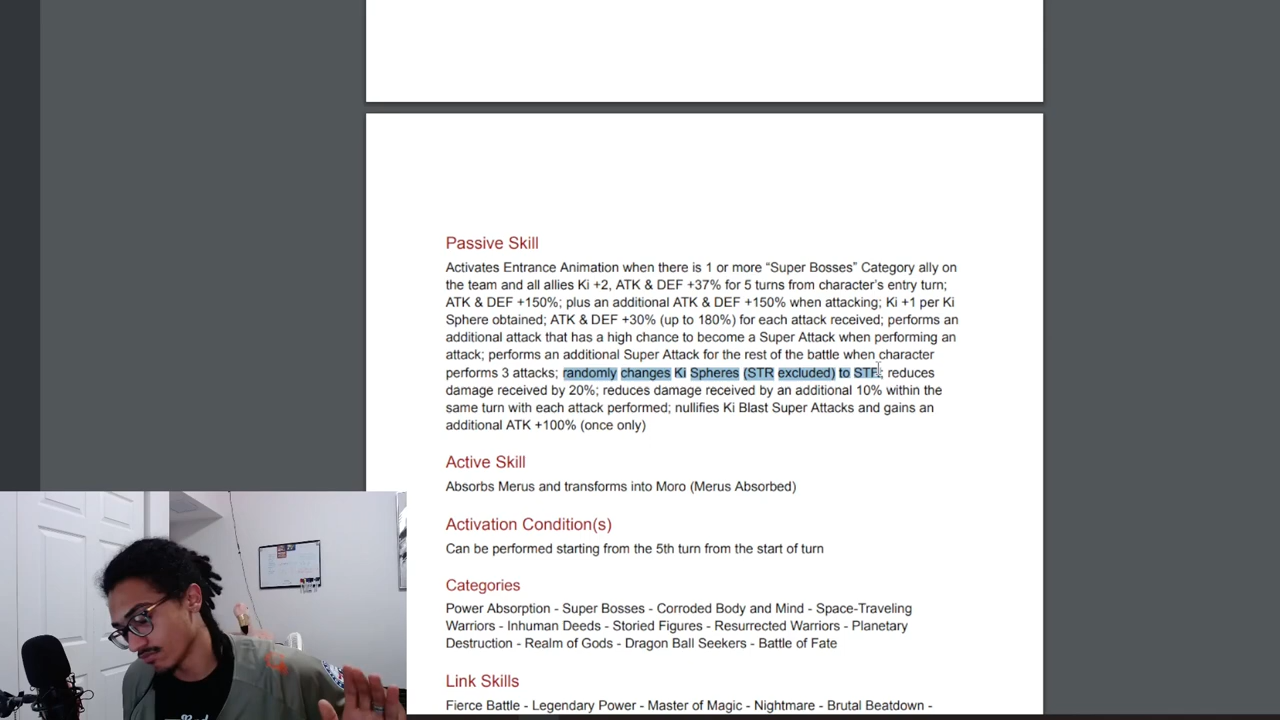 Passive Skill
Activates Entrance Animation when there is 1 or more “Super Bosses” Category ally on
the team and all allies Ki +2, ATK & DEF +37% for 5 turns from character’s entry turn;
ATK & DEF +150%; plus an additional ATK & DEF +150% when attacking; Ki +1 per Ki
Sphere obtained; ATK & DEF +30% (up to 180%) for each attack received; performs an
additional attack that has a high chance to become a Super Attack when performing an
attack; performs an additional Super Attack for the rest of the battle when character
performs 3 attacks; randomly changes Ki Spheres (STR excluded) to STR; reduces
damage received by 20%; reduces damage received by an additional 10% within the
same turn with each attack performed; nullifies Ki Blast Super Attacks and gains an
additional ATK +100% (once only)
Active Skill
Absorbs Merus and transforms into Moro (Merus Absorbed)
Activation Condition(s)
Can be performed starting from the 5th turn from the start of turn
Categories
Power Absorption - Super Bosses - Corroded Body and Mind - Space-Traveling
Warriors - Inhuman Deeds - Storied Figures - Resurrected Warriors - Planetary
Destruction - Realm of Gods - Dragon Ball Seekers - Battle of Fate
Link Skills
Fierce Battle - Legendary Power - Master of Magic - Nightmare - Brutal Beatdown -